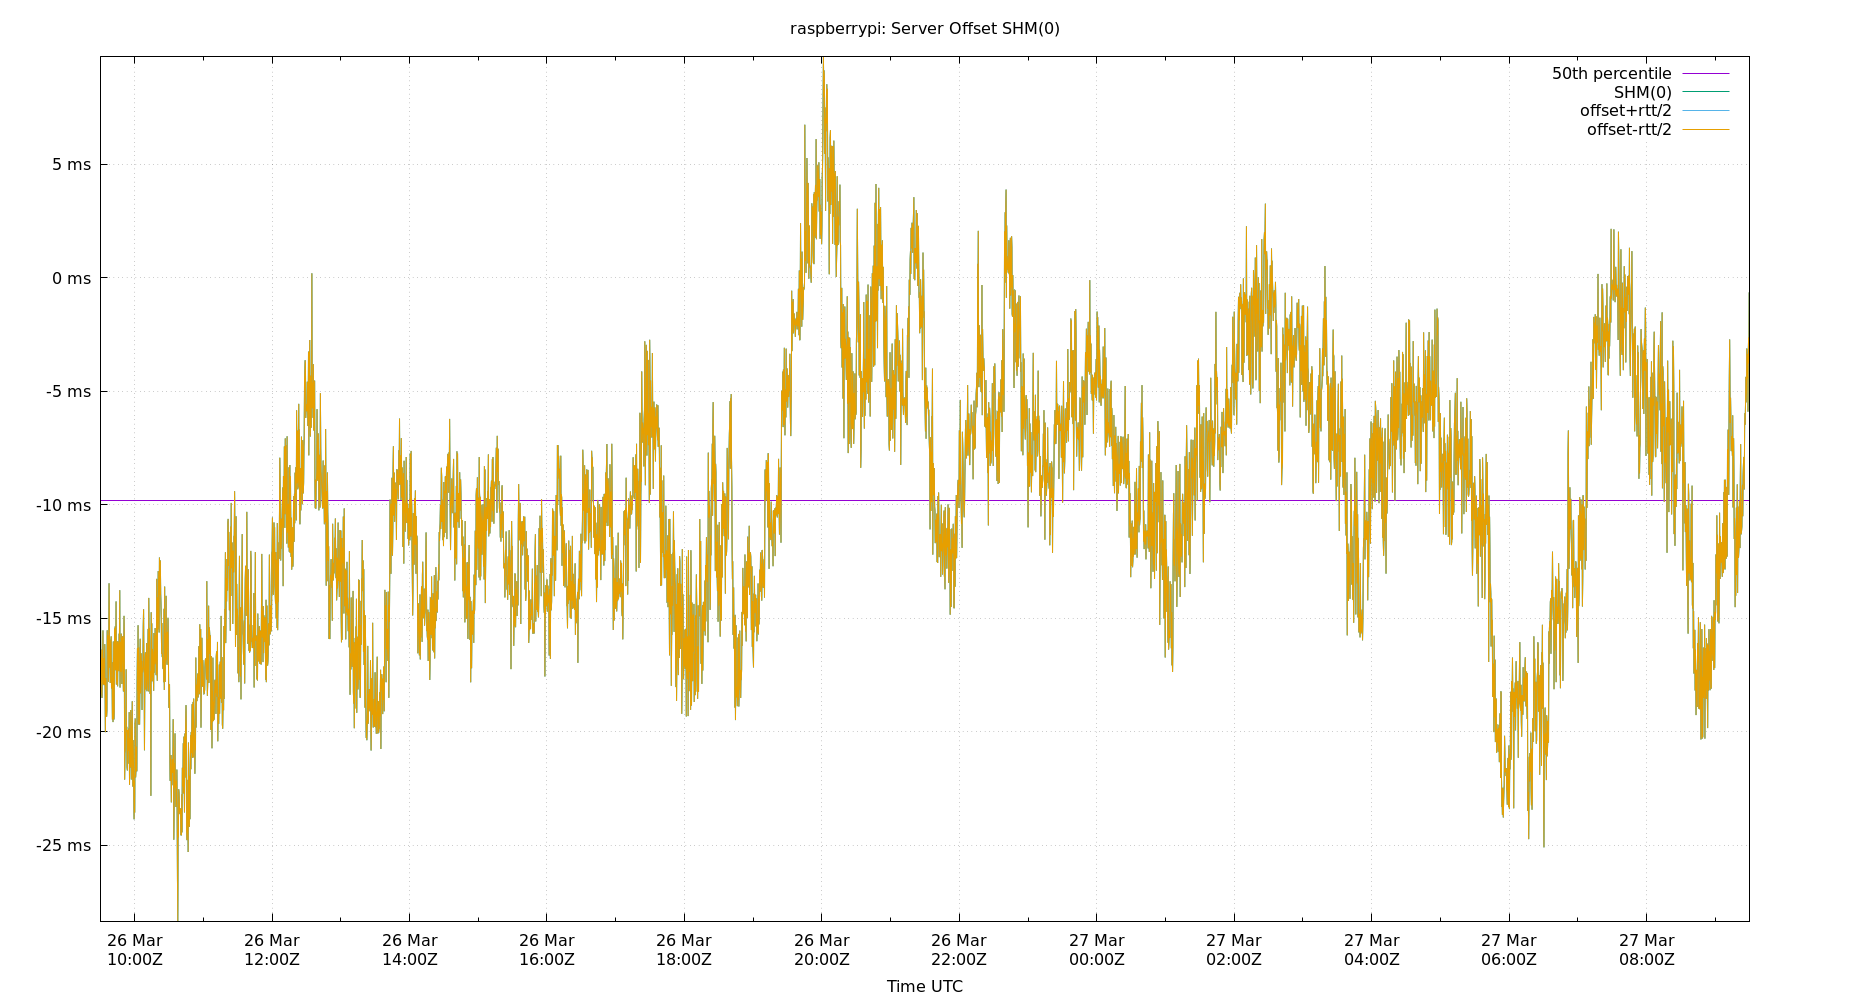 raspberrypi: Server Offset SHM(0)
50th percentile
SHM(0)
offset+rtt/2
offset-rtt/2
5 ms
0 ms
-5 ms
-10 ms
-15 ms
-20 ms
-25 ms
26 Mar 26 Mar 26 Mar 26 Mar 26 Mar 26 Mar 26 Mar 27 Mar 27 Mar 27 Mar 27 Mar 27 Mar
10:00Z 12:00Z 14:00Z 16:00Z 18:00Z 20:00Z 22:00Z 00:00Z 02:00Z 04:00Z 06:00Z 08:00Z
Time UTC